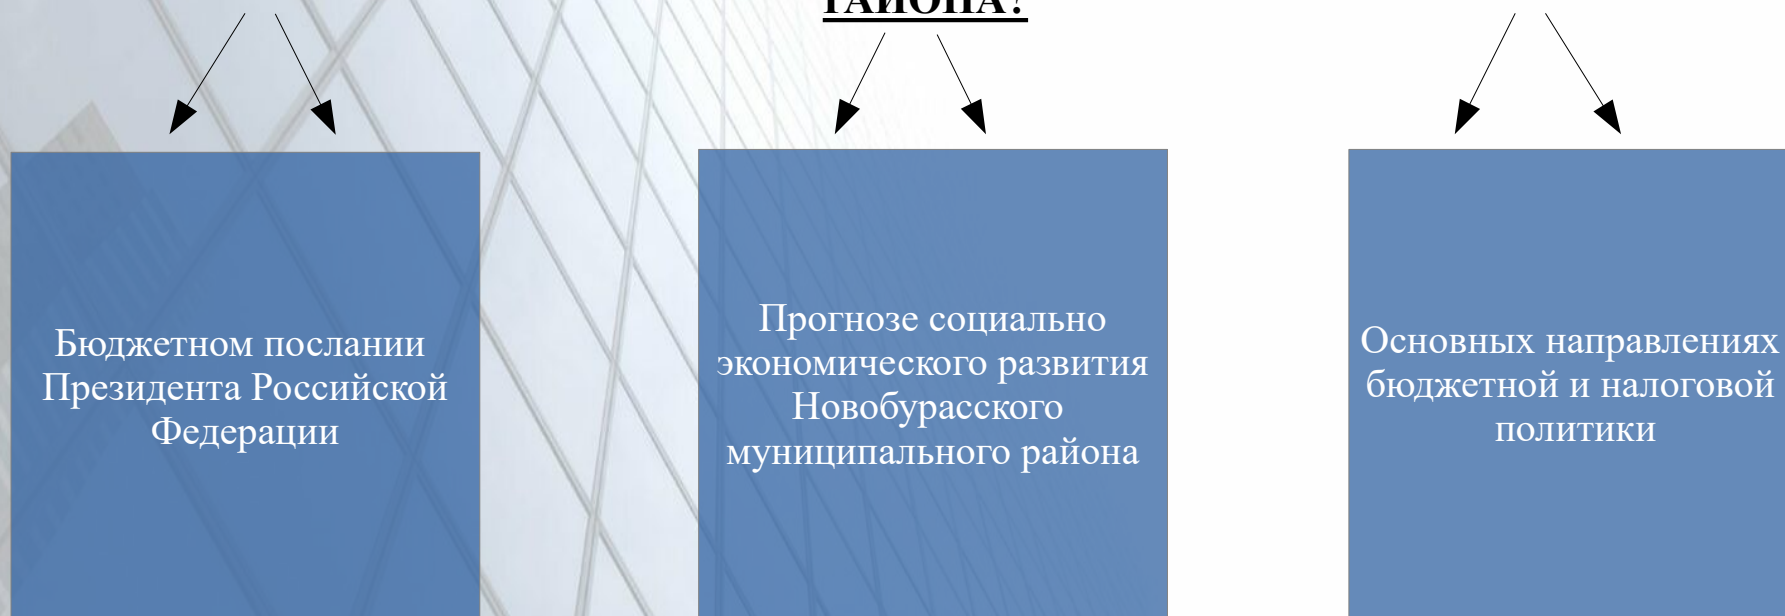 РАЙОНА?
Бюджетном послании
Президента Российской
Федерации
Прогнозе социально
экономического развития
Новобурасского
муниципального района
Основных направлениях
бюджетной и налоговой
политики